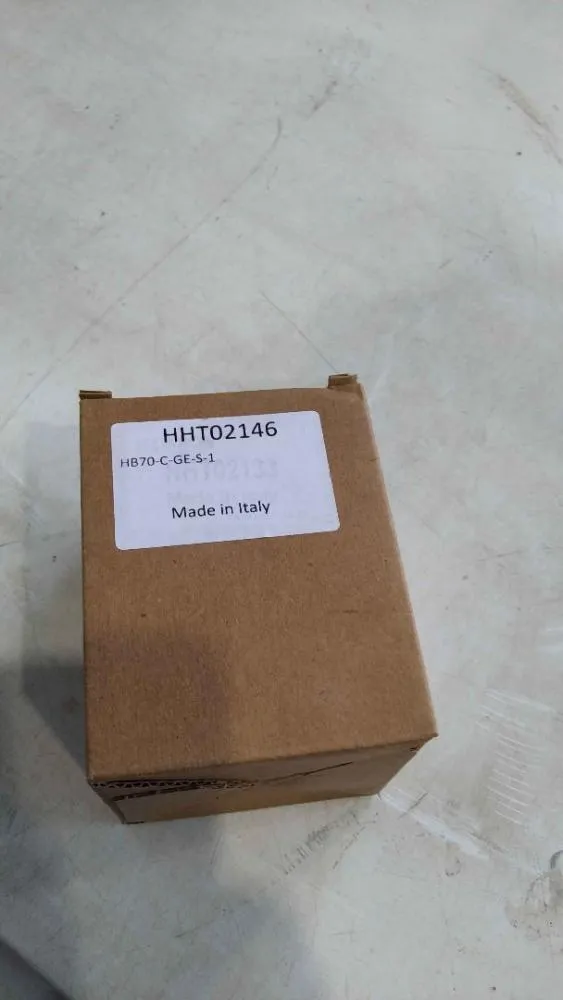 HHT02146
HB70-C-GE-S-1
Made in Italy